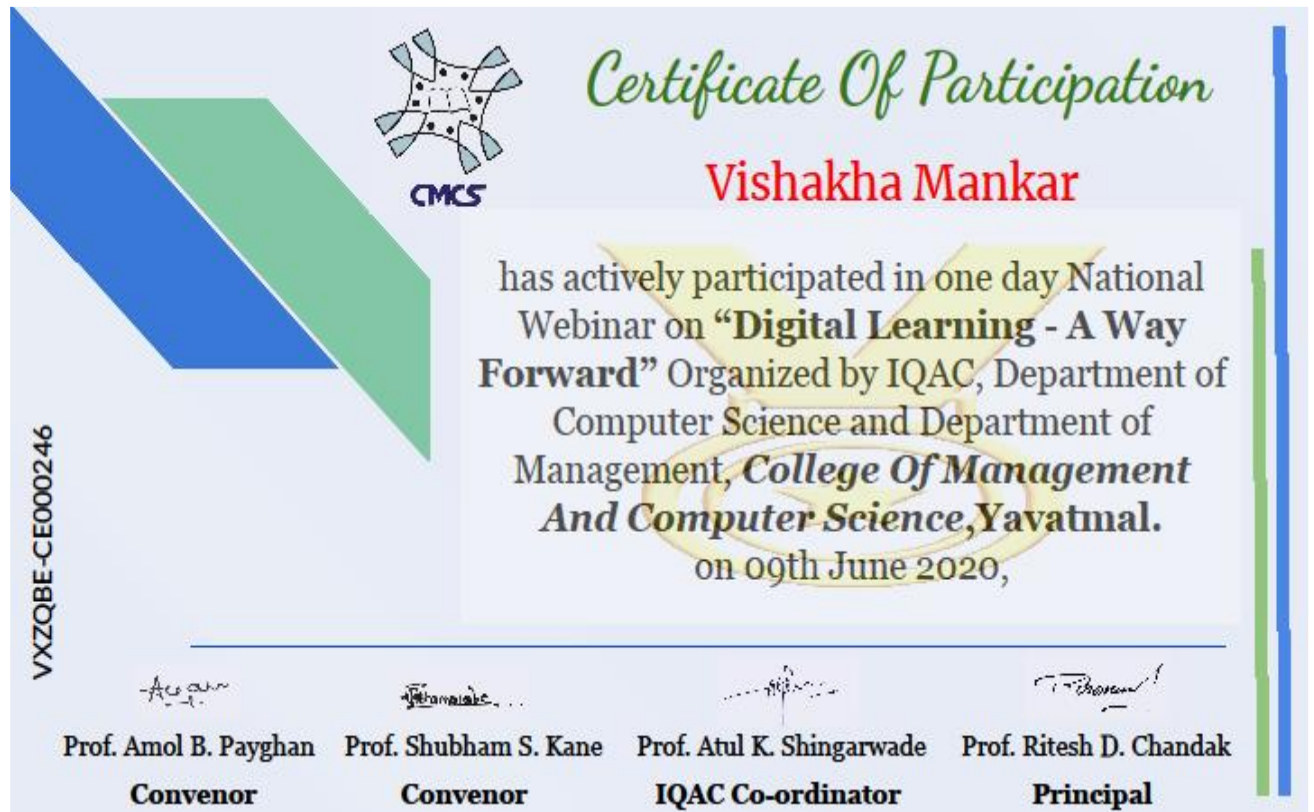 Certificate Of Participation
CMCS
Vishakha Mankar
has actively participated in one day National
Webinar on “Digital Learning - A Way
Forward” Organized by IQAC, Department of
Computer Science and Department of
Management, College Of Management
And Computer Science,Yavatmal.
on 09th June 2020,
VXZQBE-CE000246
Prof. Amol B. Payghan Prof. Shubham S. Kane Prof. Atul K. Shingarwade Prof. Ritesh D. Chandak
Convenor Convenor IQAC Co-ordinator Principal